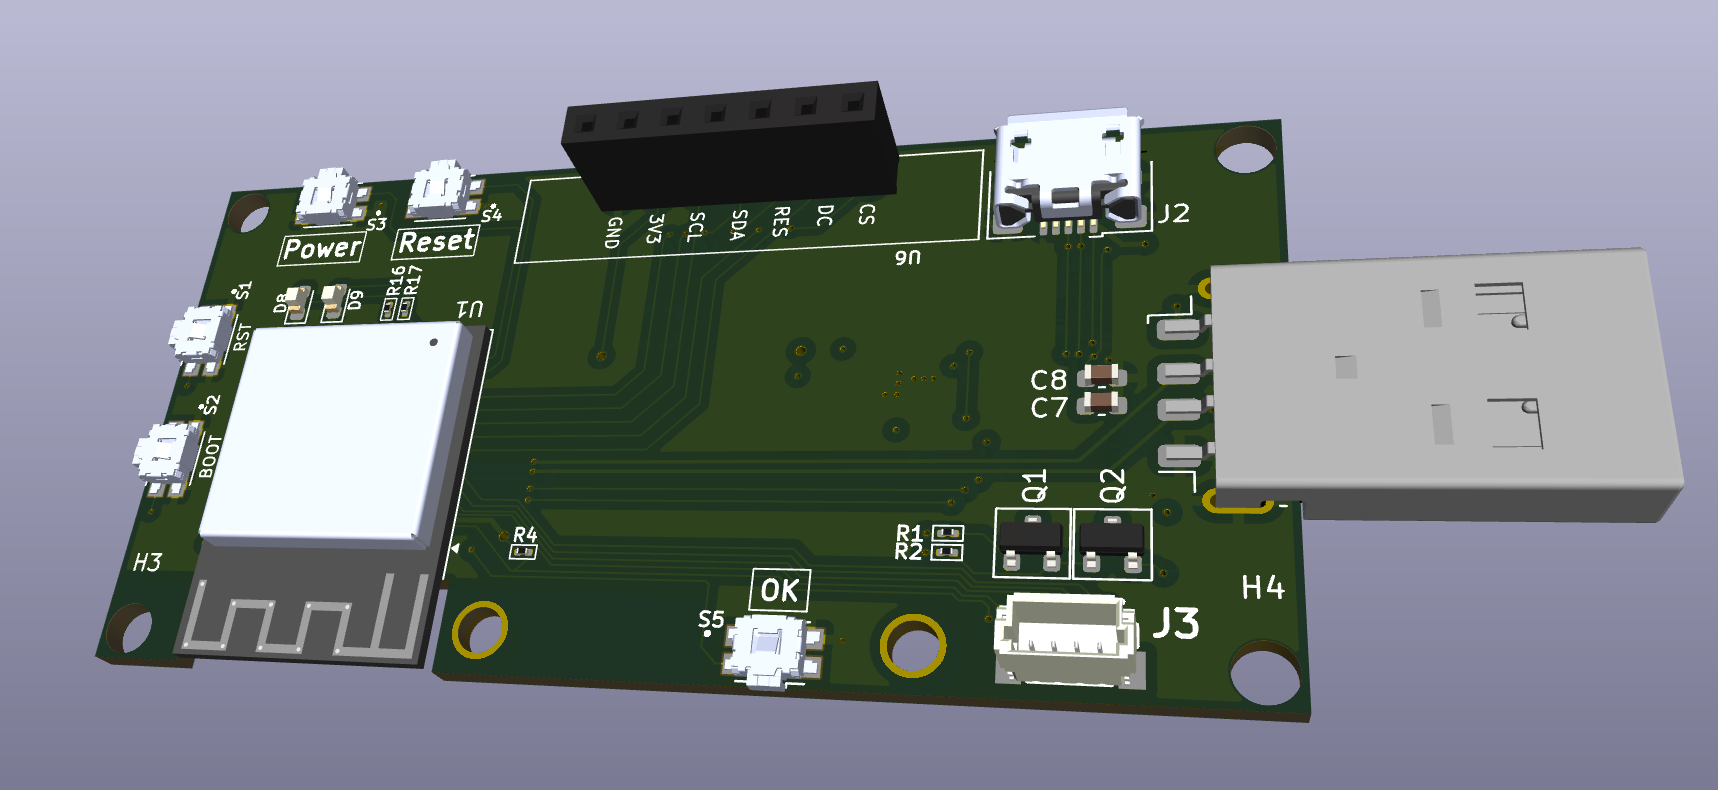 S3
S4
Power
Reset
GND
3V3
SCL
SDA
RES
DC
CS
U6
J2
S1
RST
D8
D9
R16
R17
U1
C8
C7
S2
BOOT
Q1
Q2
R4
R1
R2
H3
OK
S5
J3
H4